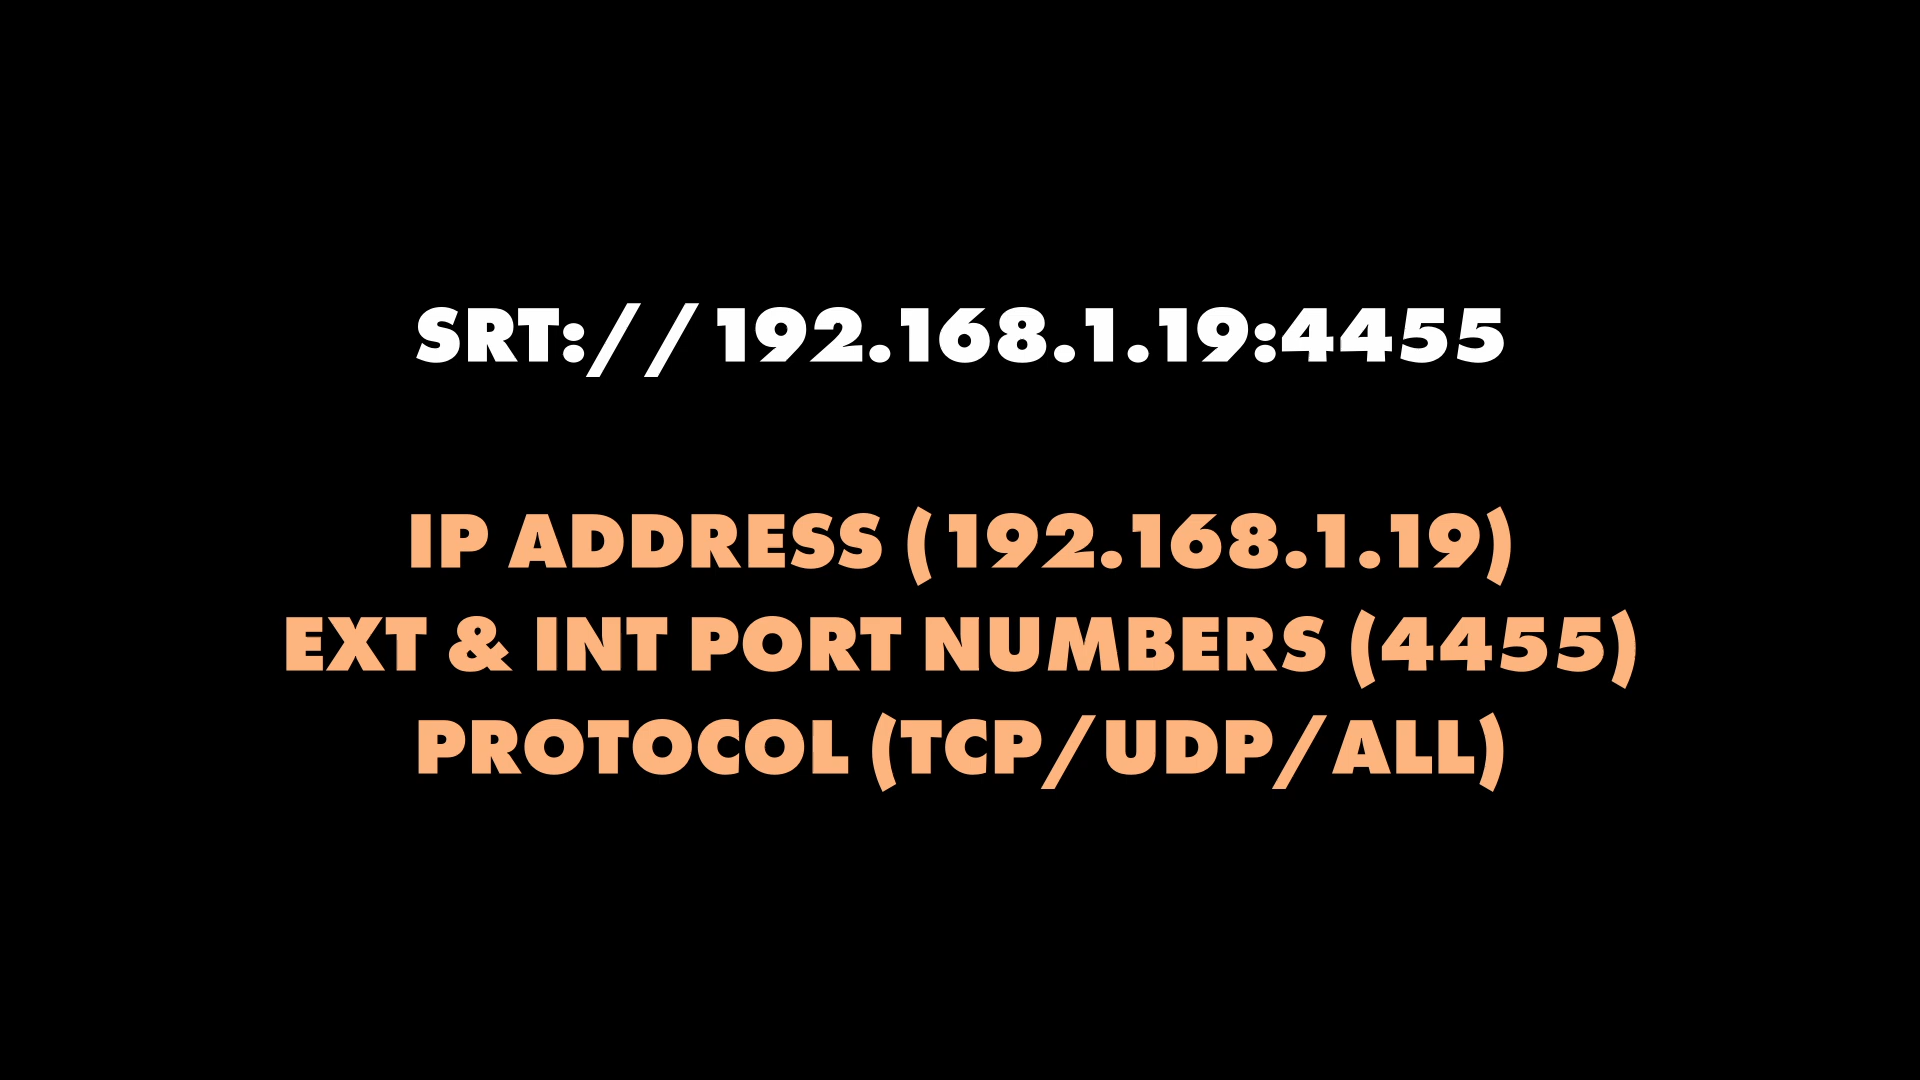 SRT://192.168.1.19:4455
IP ADDRESS (192.168.1.19)
EXT & INT PORT NUMBERS (4455)
PROTOCOL (TCP/UDP/ALL)